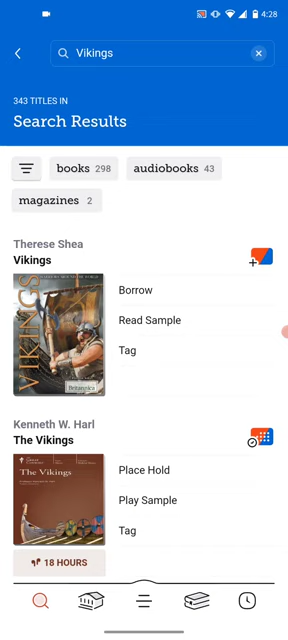 4:28
Vikings
343 TITLES IN
Search Results
books 298
audiobooks 43
magazines 2
Therese Shea
Vikings
VIKINGS
Britannica
Borrow
Read Sample
Tag
Kenneth W. Harl
The Vikings
The Vikings
Place Hold
Play Sample
Tag
18 HOURS